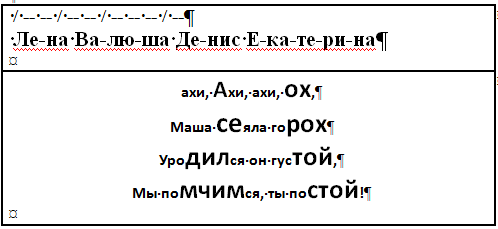 / -- --/ -- --/ -- -- --/ --
Ле-на Ва-лю-ша Де-нис Е-ка-те-ри-на
ахи, Ахи, ахи, ох,
Маша сеяла горох
Уродился он густой,
Мы помчимся, ты постой!